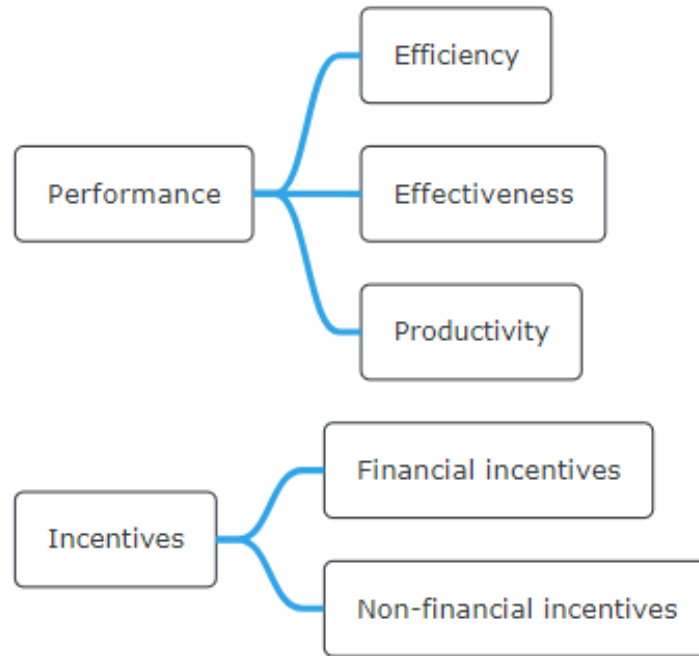 Efficiency
Performance
Effectiveness
Productivity
Financial incentives
Incentives
Non-financial incentives